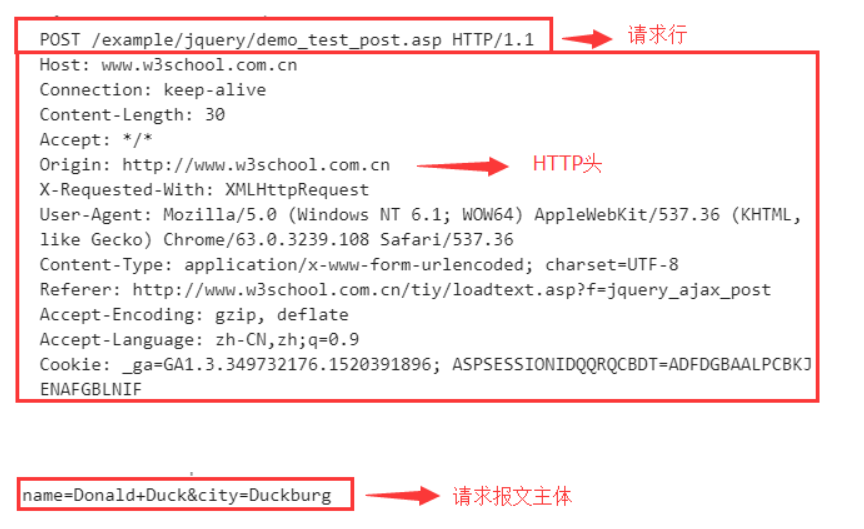 POST /example/jquery/demo_test_post.asp HTTP/1.1
请求行
Host: www.w3school.com.cn
Connection: keep-alive
Content-Length: 30
Accept: */*
Origin: http://www.w3school.com.cn
HTTP头
X-Requested-With: XMLHttpRequest
User-Agent: Mozilla/5.0 (Windows NT 6.1; WOW64) AppleWebKit/537.36 (KHTML,
like Gecko) Chrome/63.0.3239.108 Safari/537.36
Content-Type: application/x-www-form-urlencoded; charset=UTF-8
Referer: http://www.w3school.com.cn/tiy/loadtext.asp?f=jquery_ajax_post
Accept-Encoding: gzip, deflate
Accept-Language: zh-CN,zh;q=0.9
Cookie: _ga=GA1.3.349732176.1520391896; ASPSESSIONIDQQRQCBDT=ADFDGBAALPCBKJ
ENAFGBLNIF
name=Donald+Duck&city=Duckburg
请求报文主体